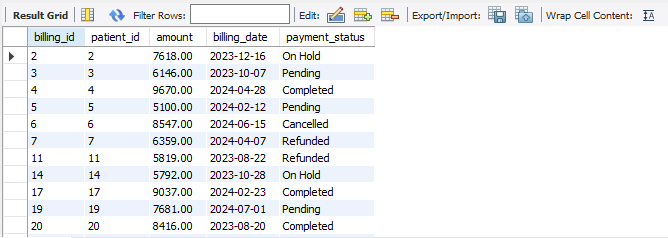 Result Grid Filter Rows: Edit: Export/Import: Wrap Cell Content:
billing_id patient_id amount billing_date payment_status
2 2 7618.00 2023-12-16 On Hold
3 3 6146.00 2023-10-07 Pending
4 4 9670.00 2024-04-28 Completed
5 5 5100.00 2024-02-12 Pending
6 6 8547.00 2024-06-15 Cancelled
7 7 6359.00 2024-04-07 Refunded
11 11 5819.00 2023-08-22 Refunded
14 14 5792.00 2023-10-28 On Hold
17 17 9037.00 2024-02-23 Completed
19 19 7681.00 2024-07-01 Pending
20 20 8416.00 2023-08-20 Completed